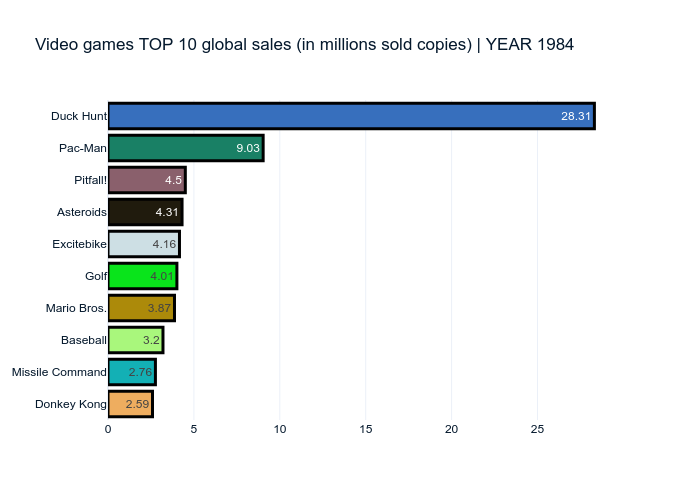 Video games TOP 10 global sales (in millions sold copies) | YEAR 1984
Duck Hunt 28.31
Pac-Man 9.03
Pitfall! 4.5
Asteroids 4.31
Excitebike 4.16
Golf 4.01
Mario Bros. 3.87
Baseball 3.2
Missile Command 2.76
Donkey Kong 2.59
0 5 10 15 20 25